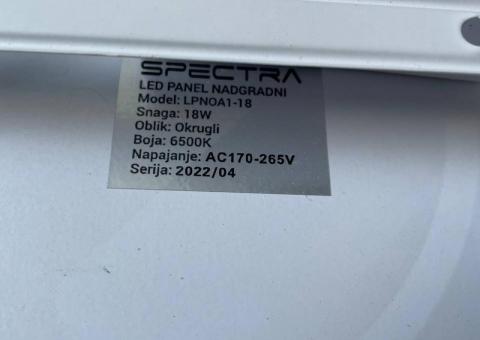 SPECTRA
LED PANEL NADGRADNI
Model: LPNOA1-18
Snaga: 18W
Oblik: Okrugli
Boja: 6500K
Napajanje: AC170-265V
Serija: 2022/04